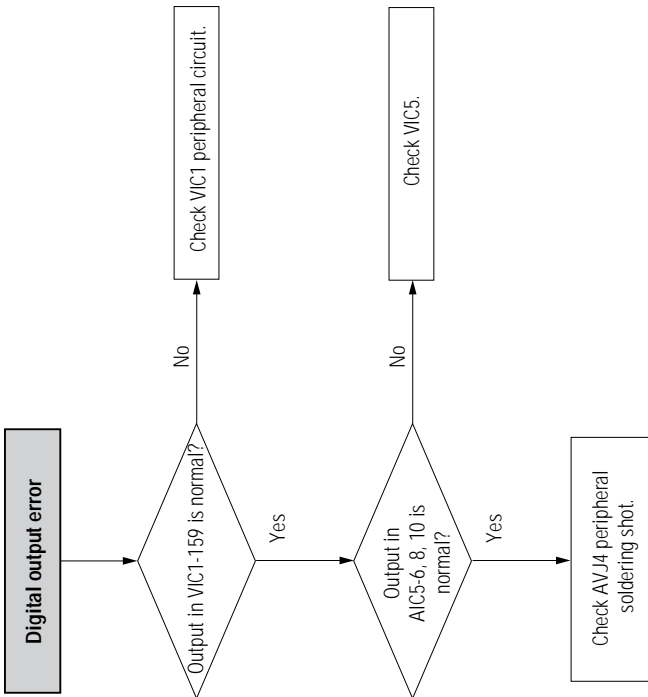 Digital output error
Output in VIC1-159 is normal?
No
Check VIC1 peripheral circuit.
Yes
Output in
AIC5-6, 8, 10 is
normal?
No
Check VIC5.
Yes
Check AVJ4 peripheral
soldering shot.